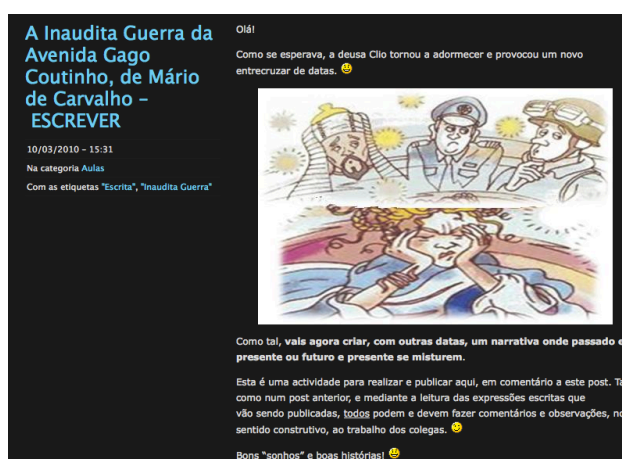 A Inaudita Guerra da
Avenida Gago
Coutinho, de Mário
de Carvalho –
ESCREVER
10/03/2010 – 15:31
Na categoria Aulas
Com as etiquetas "Escrita", "Inaudita Guerra"
Olá!
Como se esperava, a deusa Clio tornou a adormecer e provocou um novo
entrecruzar de datas.
Como tal, vais agora criar, com outras datas, um narrativa onde passado e
presente ou futuro e presente se misturem.
Esta é uma actividade para realizar e publicar aqui, em comentário a este post.
como num post anterior, e mediante a leitura das expressões escritas que
vão sendo publicadas, todos podem e devem fazer comentários e observações,
sentido construtivo, ao trabalho dos colegas.
Bons “sonhos” e boas histórias!